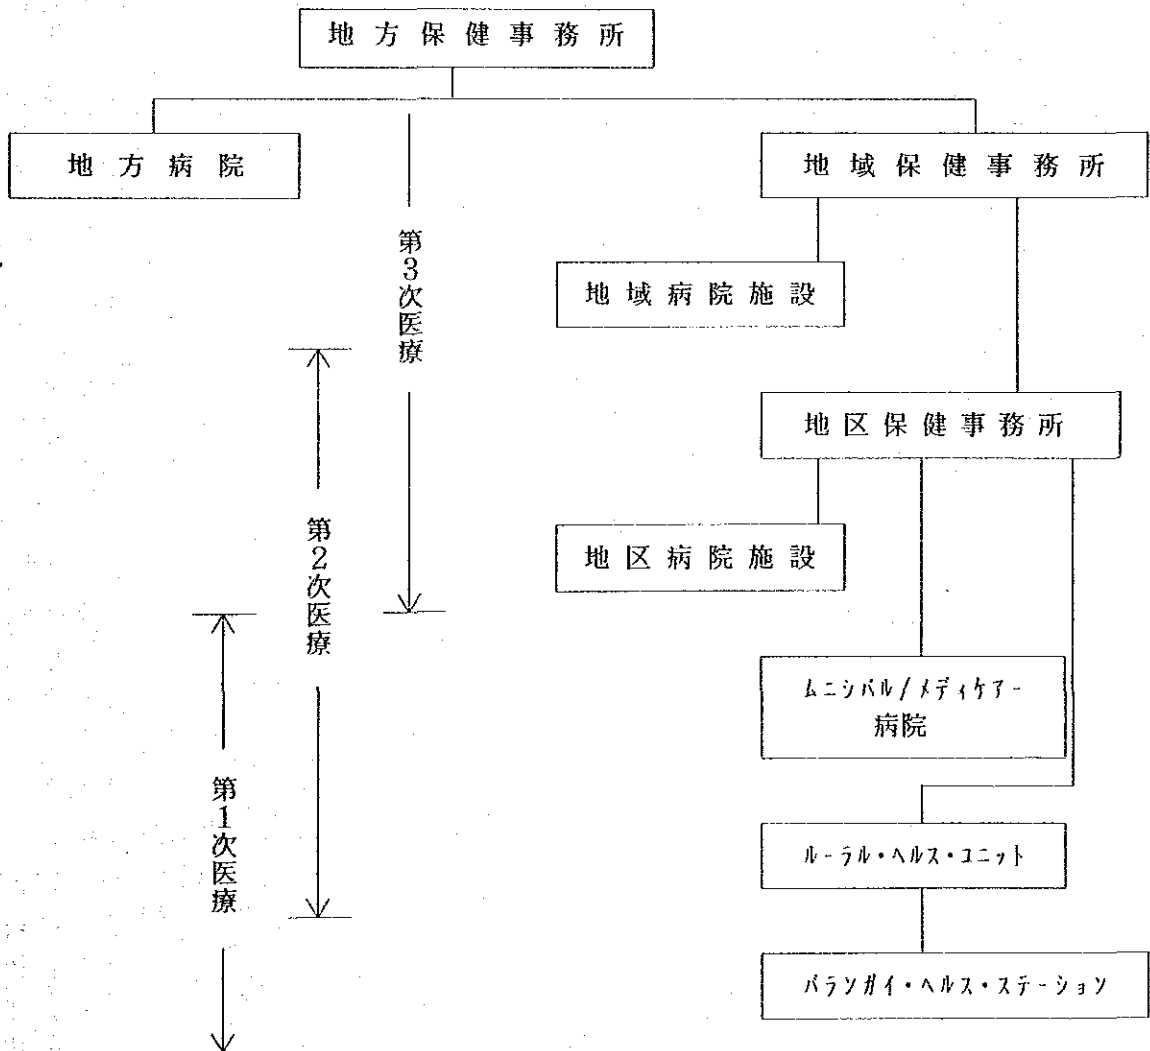 地方保健事務所
地方病院
地域保健事務所
第3次医療
地域病院施設
地区保健事務所
第2次医療
地区病院施設
ムニシパル/メディケアー
病院
第1次医療
ルーラル・ヘルス・ユニット
バランガイ・ヘルス・ステーション